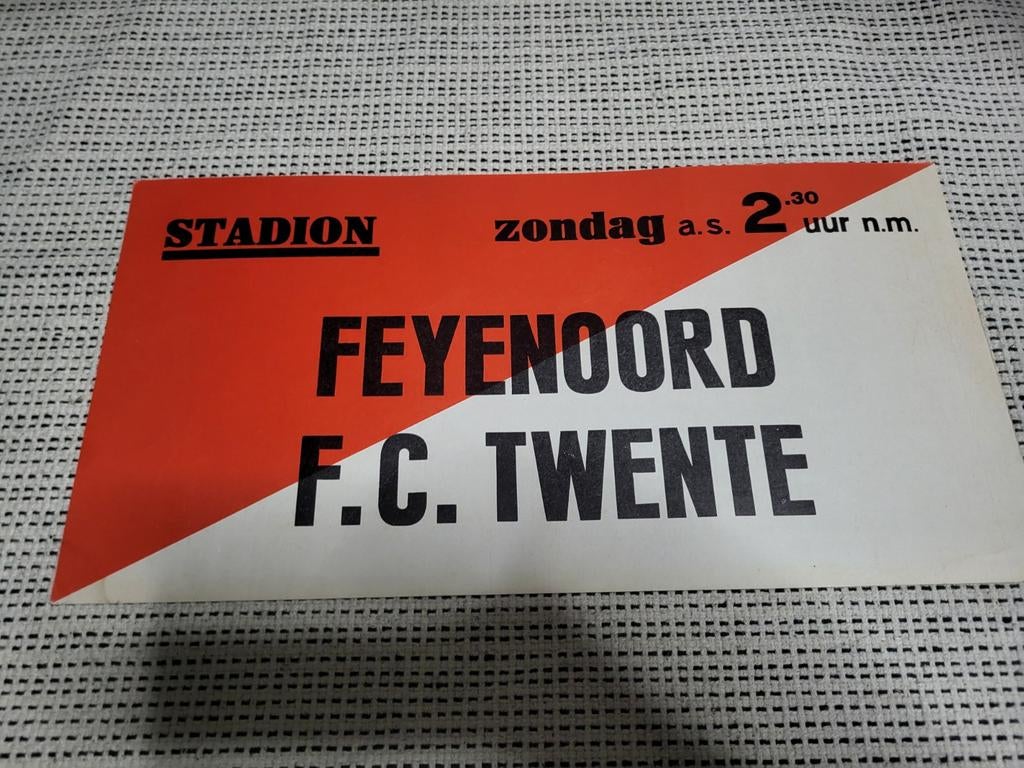 STADION zondag a.s. 2.30 uur n.m.
FEYENOORD
F.C. TWENTE